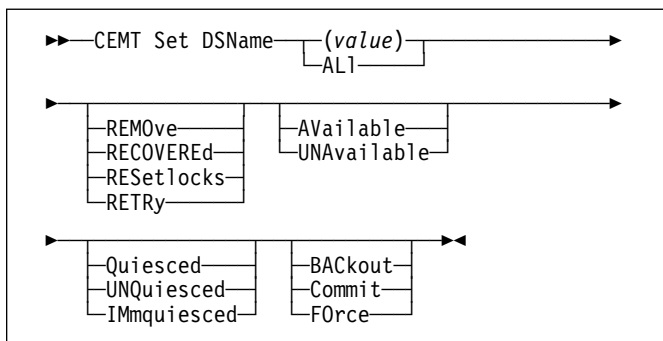 CEMT Set DSName (value)
ALl
REMOve AVailable
RECOVEREd UNAvailable
RESetlocks
RETRy
Quiesced BACkout
UNQuiesced Commit
IMmquiesced FOrce